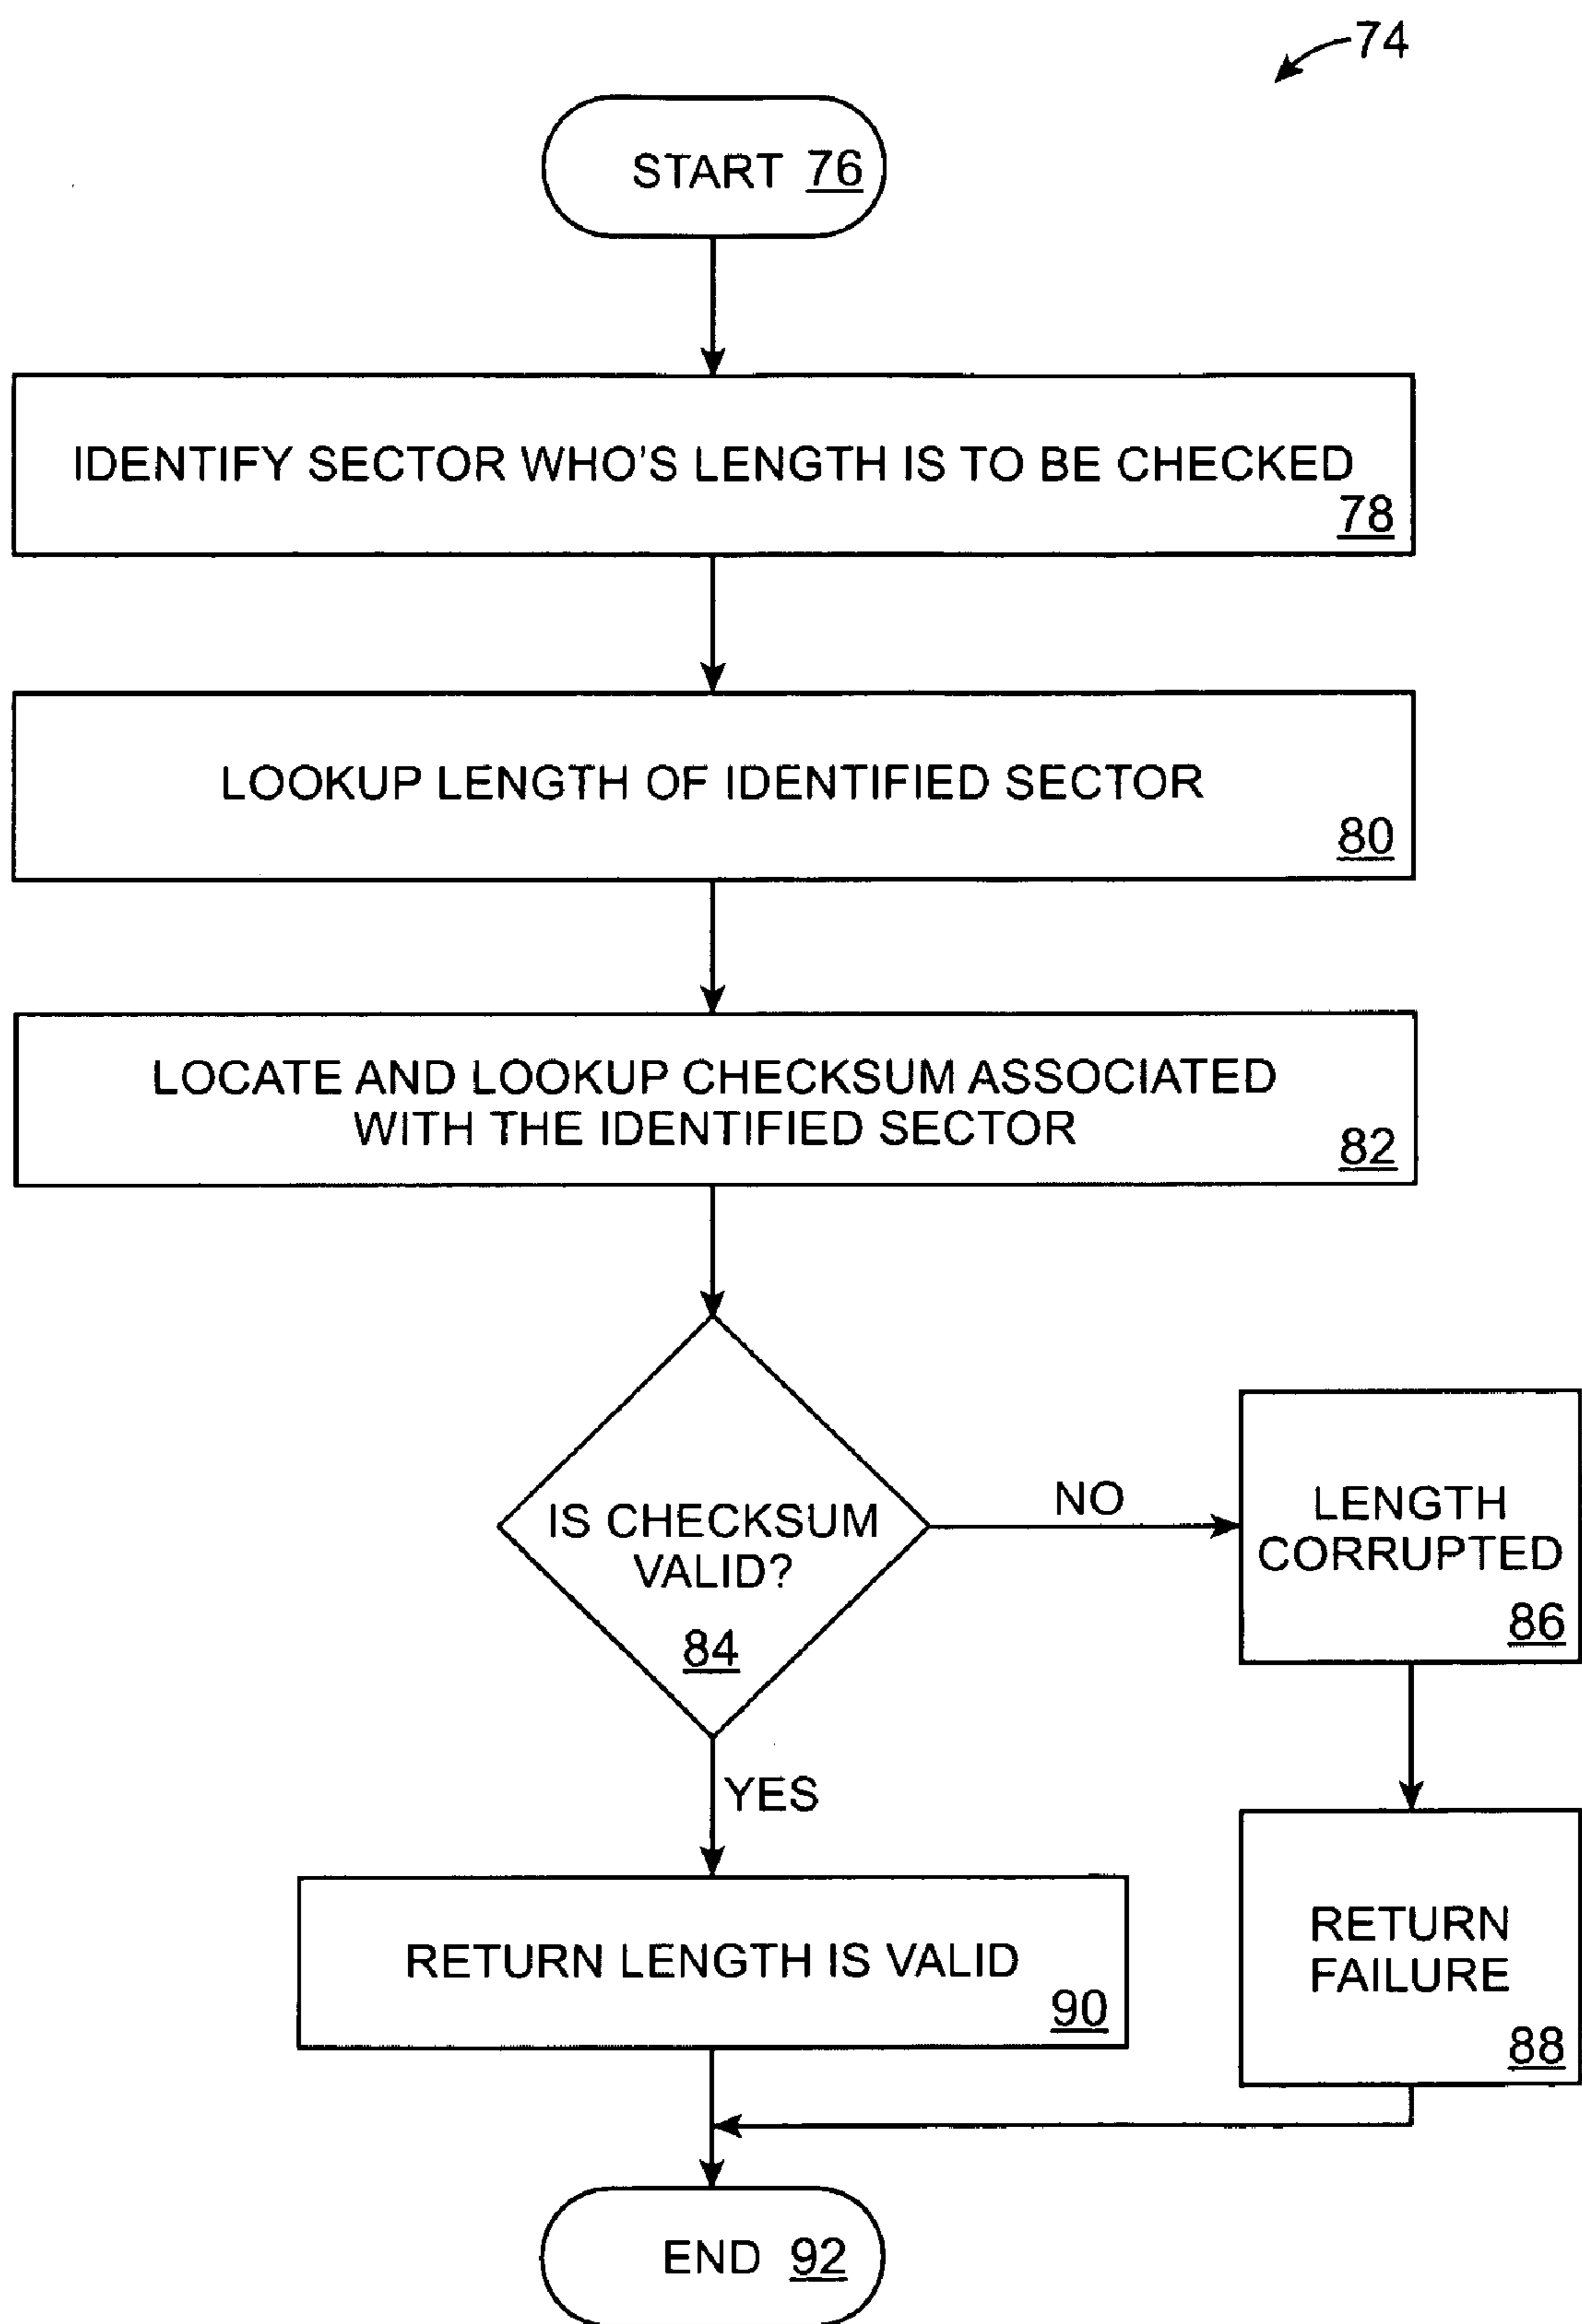 74
START 76
IDENTIFY SECTOR WHO'S LENGTH IS TO BE CHECKED
78
LOOKUP LENGTH OF IDENTIFIED SECTOR
80
LOCATE AND LOOKUP CHECKSUM ASSOCIATED
WITH THE IDENTIFIED SECTOR
82
IS CHECKSUM
VALID?
84
NO
LENGTH
CORRUPTED
86
YES
RETURN LENGTH IS VALID
90
RETURN
FAILURE
88
END 92